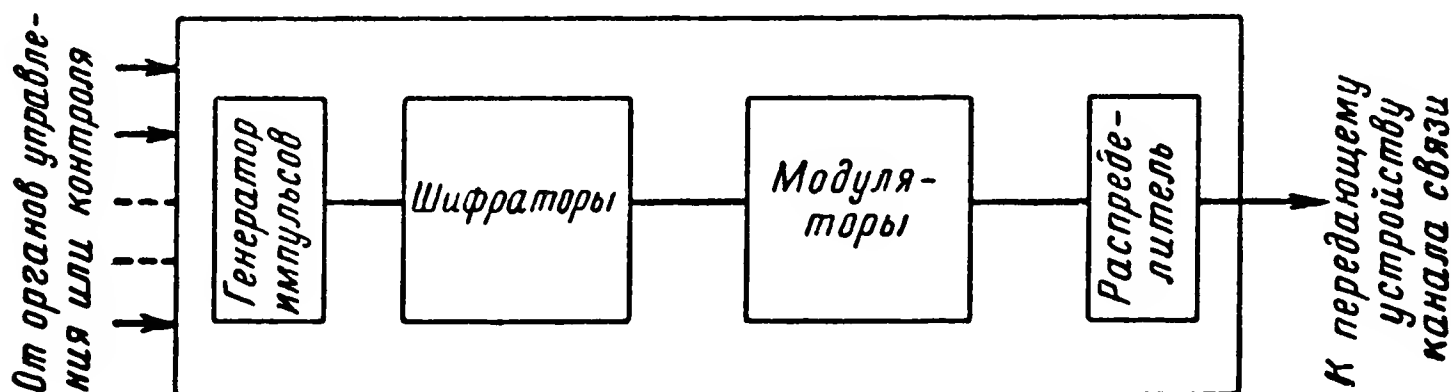 От органов управле-
ния или контроля
Генератор
импульсов
Шифраторы
Модуля-
торы
Распреде-
литель
К передающему
устройству
канала связи